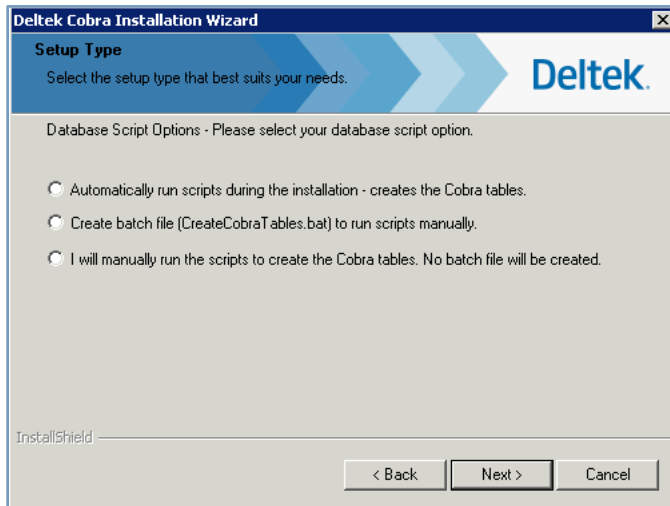 Deltek Cobra Installation Wizard
Setup Type
Select the setup type that best suits your needs.
Deltek.
Database Script Options - Please select your database script option.
Automatically run scripts during the installation - creates the Cobra tables.
Create batch file (CreateCobraTables.bat) to run scripts manually.
I will manually run the scripts to create the Cobra tables. No batch file will be created.
InstallShield
< Back Next > Cancel